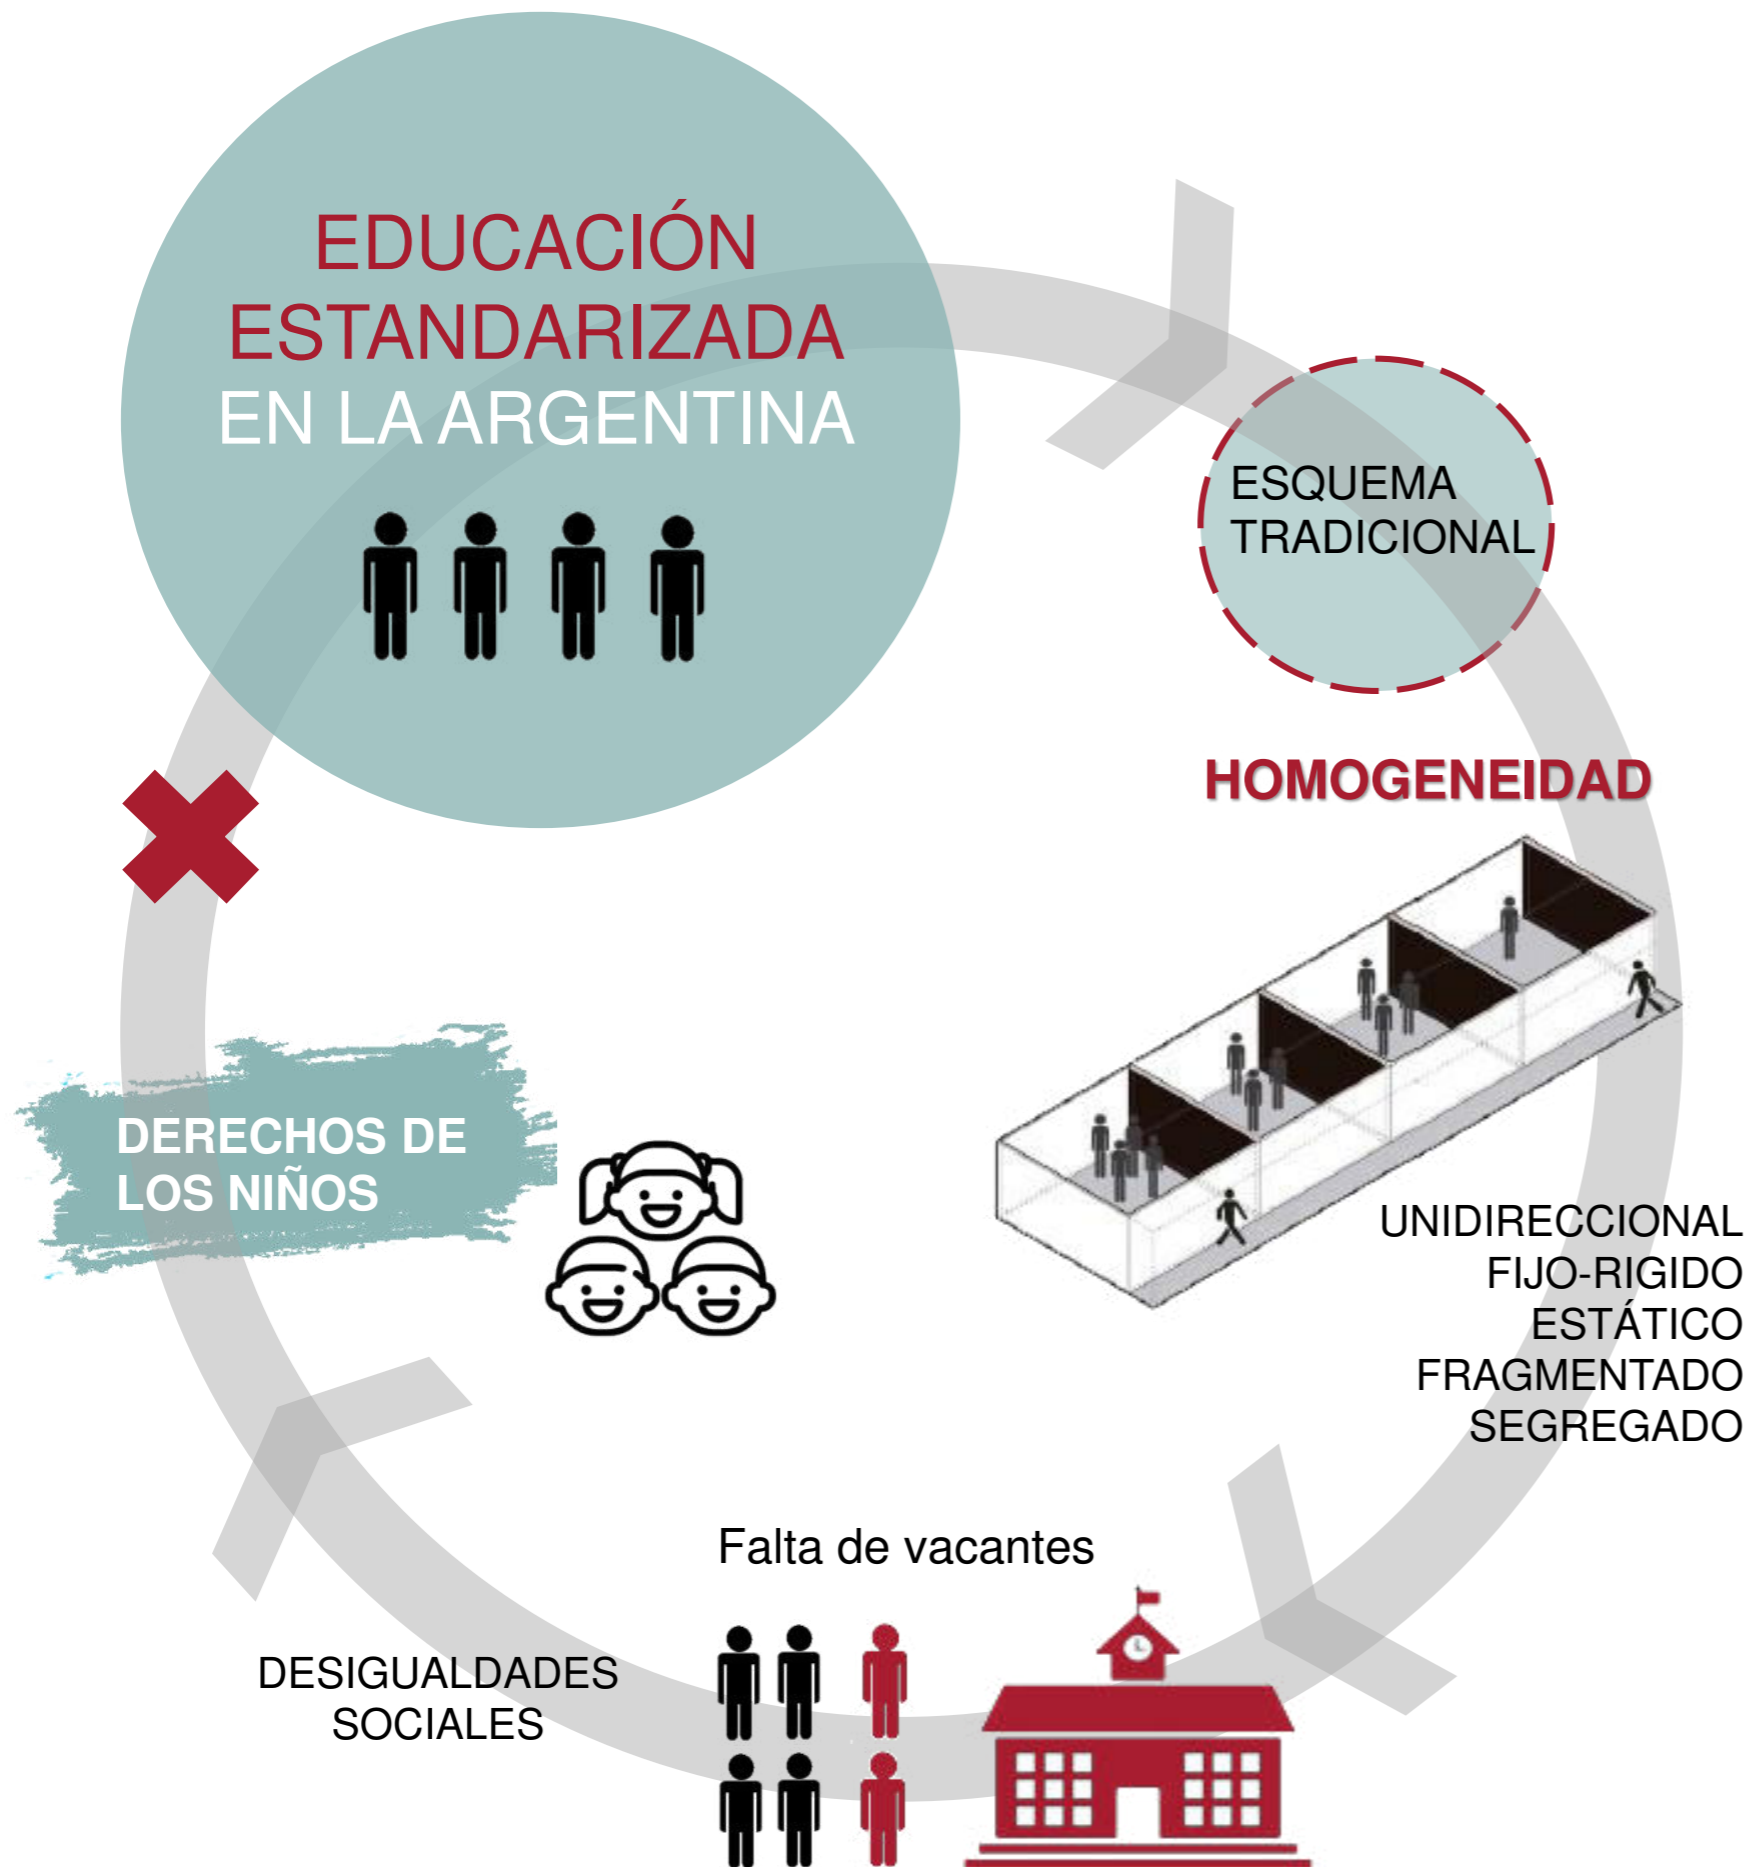 EDUCACIÓN
ESTANDARIZADA
EN LA ARGENTINA
ESQUEMA
TRADICIONAL
HOMOGENEIDAD
UNIDIRECCIONAL
FIJO-RIGIDO
ESTÁTICO
FRAGMENTADO
SEGREGADO
DERECHOS DE
LOS NIÑOS
Falta de vacantes
DESIGUALDADES
SOCIALES